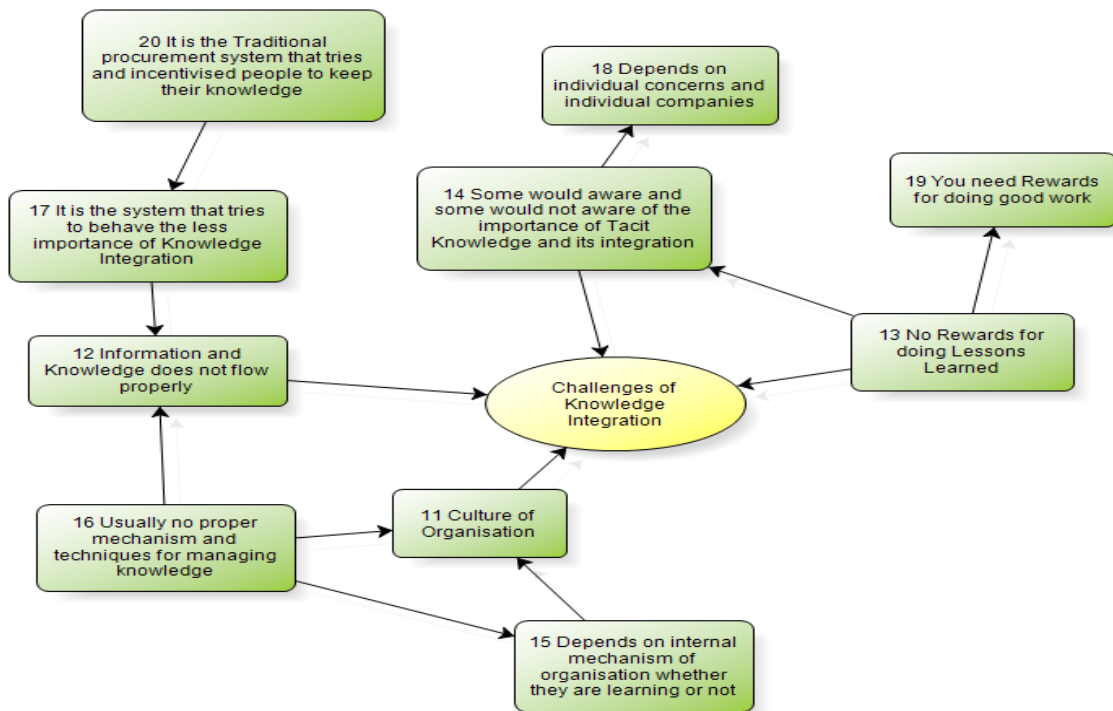 20 It is the Traditional
procurement system that tries
and incentivised people to keep
their knowledge
18 Depends on
individual concerns and
individual companies
19 You need Rewards
for doing good work
14 Some would aware and
some would not aware of the
importance of Tacit
Knowledge and its integration
17 It is the system that tries
to behave the less
importance of Knowledge
Integration
13 No Rewards for
doing Lessons
Learned
12 Information and
Knowledge does not flow
properly
Challenges of
Knowledge
Integration
11 Culture of
Organisation
16 Usually no proper
mechanism and
techniques for managing
knowledge
15 Depends on internal
mechanism of
organisation whether
they are learning or not